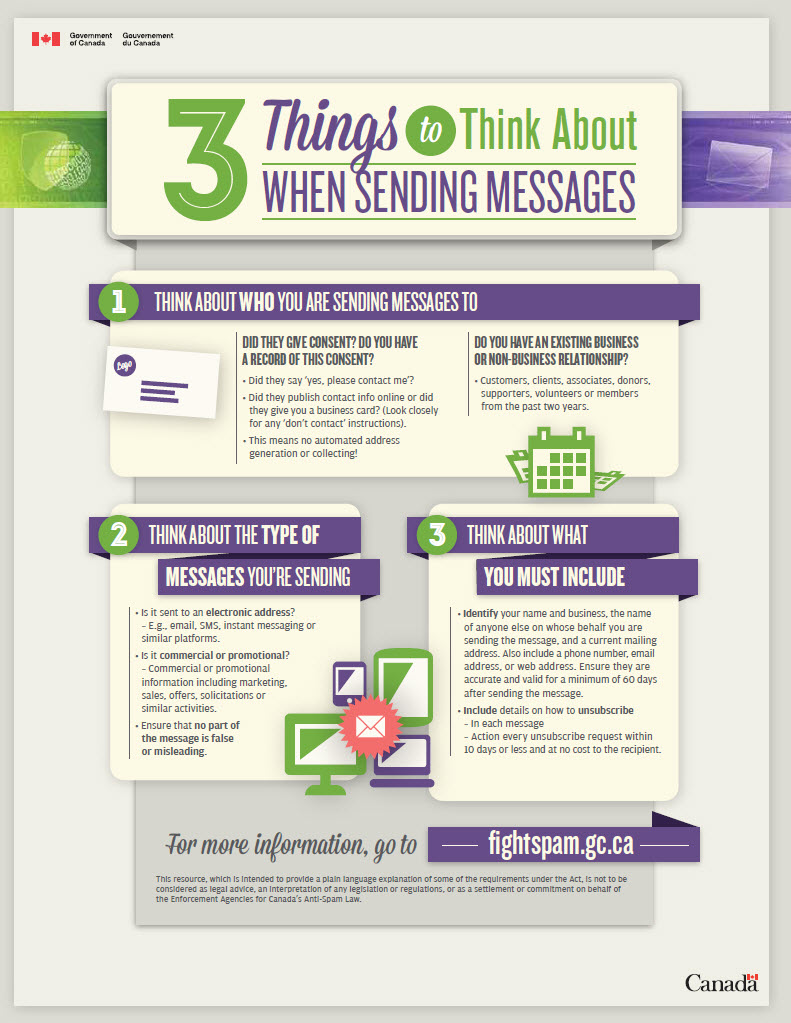 Government of Canada
Gouvernement du Canada
3 Things to Think About
WHEN SENDING MESSAGES
1 THINK ABOUT WHO YOU ARE SENDING MESSAGES TO
Logo
DID THEY GIVE CONSENT? DO YOU HAVE
A RECORD OF THIS CONSENT?
• Did they say 'yes, please contact me'?
• Did they publish contact info online or did
they give you a business card? (Look closely
for any 'don't contact' instructions).
• This means no automated address
generation or collecting!
DO YOU HAVE AN EXISTING BUSINESS
OR NON-BUSINESS RELATIONSHIP?
• Customers, clients, associates, donors,
supporters, volunteers or members
from the past two years.
2 THINK ABOUT THE TYPE OF
MESSAGES YOU'RE SENDING
• Is it sent to an electronic address?
– E.g., email, SMS, instant messaging or
similar platforms.
• Is it commercial or promotional?
– Commercial or promotional
information including marketing,
sales, offers, solicitations or
similar activities.
• Ensure that no part of
the message is false
or misleading.
3 THINK ABOUT WHAT
YOU MUST INCLUDE
• Identify your name and business, the name
of anyone else on whose behalf you are
sending the message, and a current mailing
address. Also include a phone number, email
address, or web address. Ensure they are
accurate and valid for a minimum of 60 days
after sending the message.
• Include details on how to unsubscribe
– In each message
– Action every unsubscribe request within
10 days or less and at no cost to the recipient.
For more information, go to fightspam.gc.ca
This resource, which is intended to provide a plain language explanation of some of the requirements under the Act, is not to be
considered as legal advice, an interpretation of any legislation or regulations, or as a settlement or commitment on behalf of
the Enforcement Agencies for Canada's Anti-Spam Law.
Canada